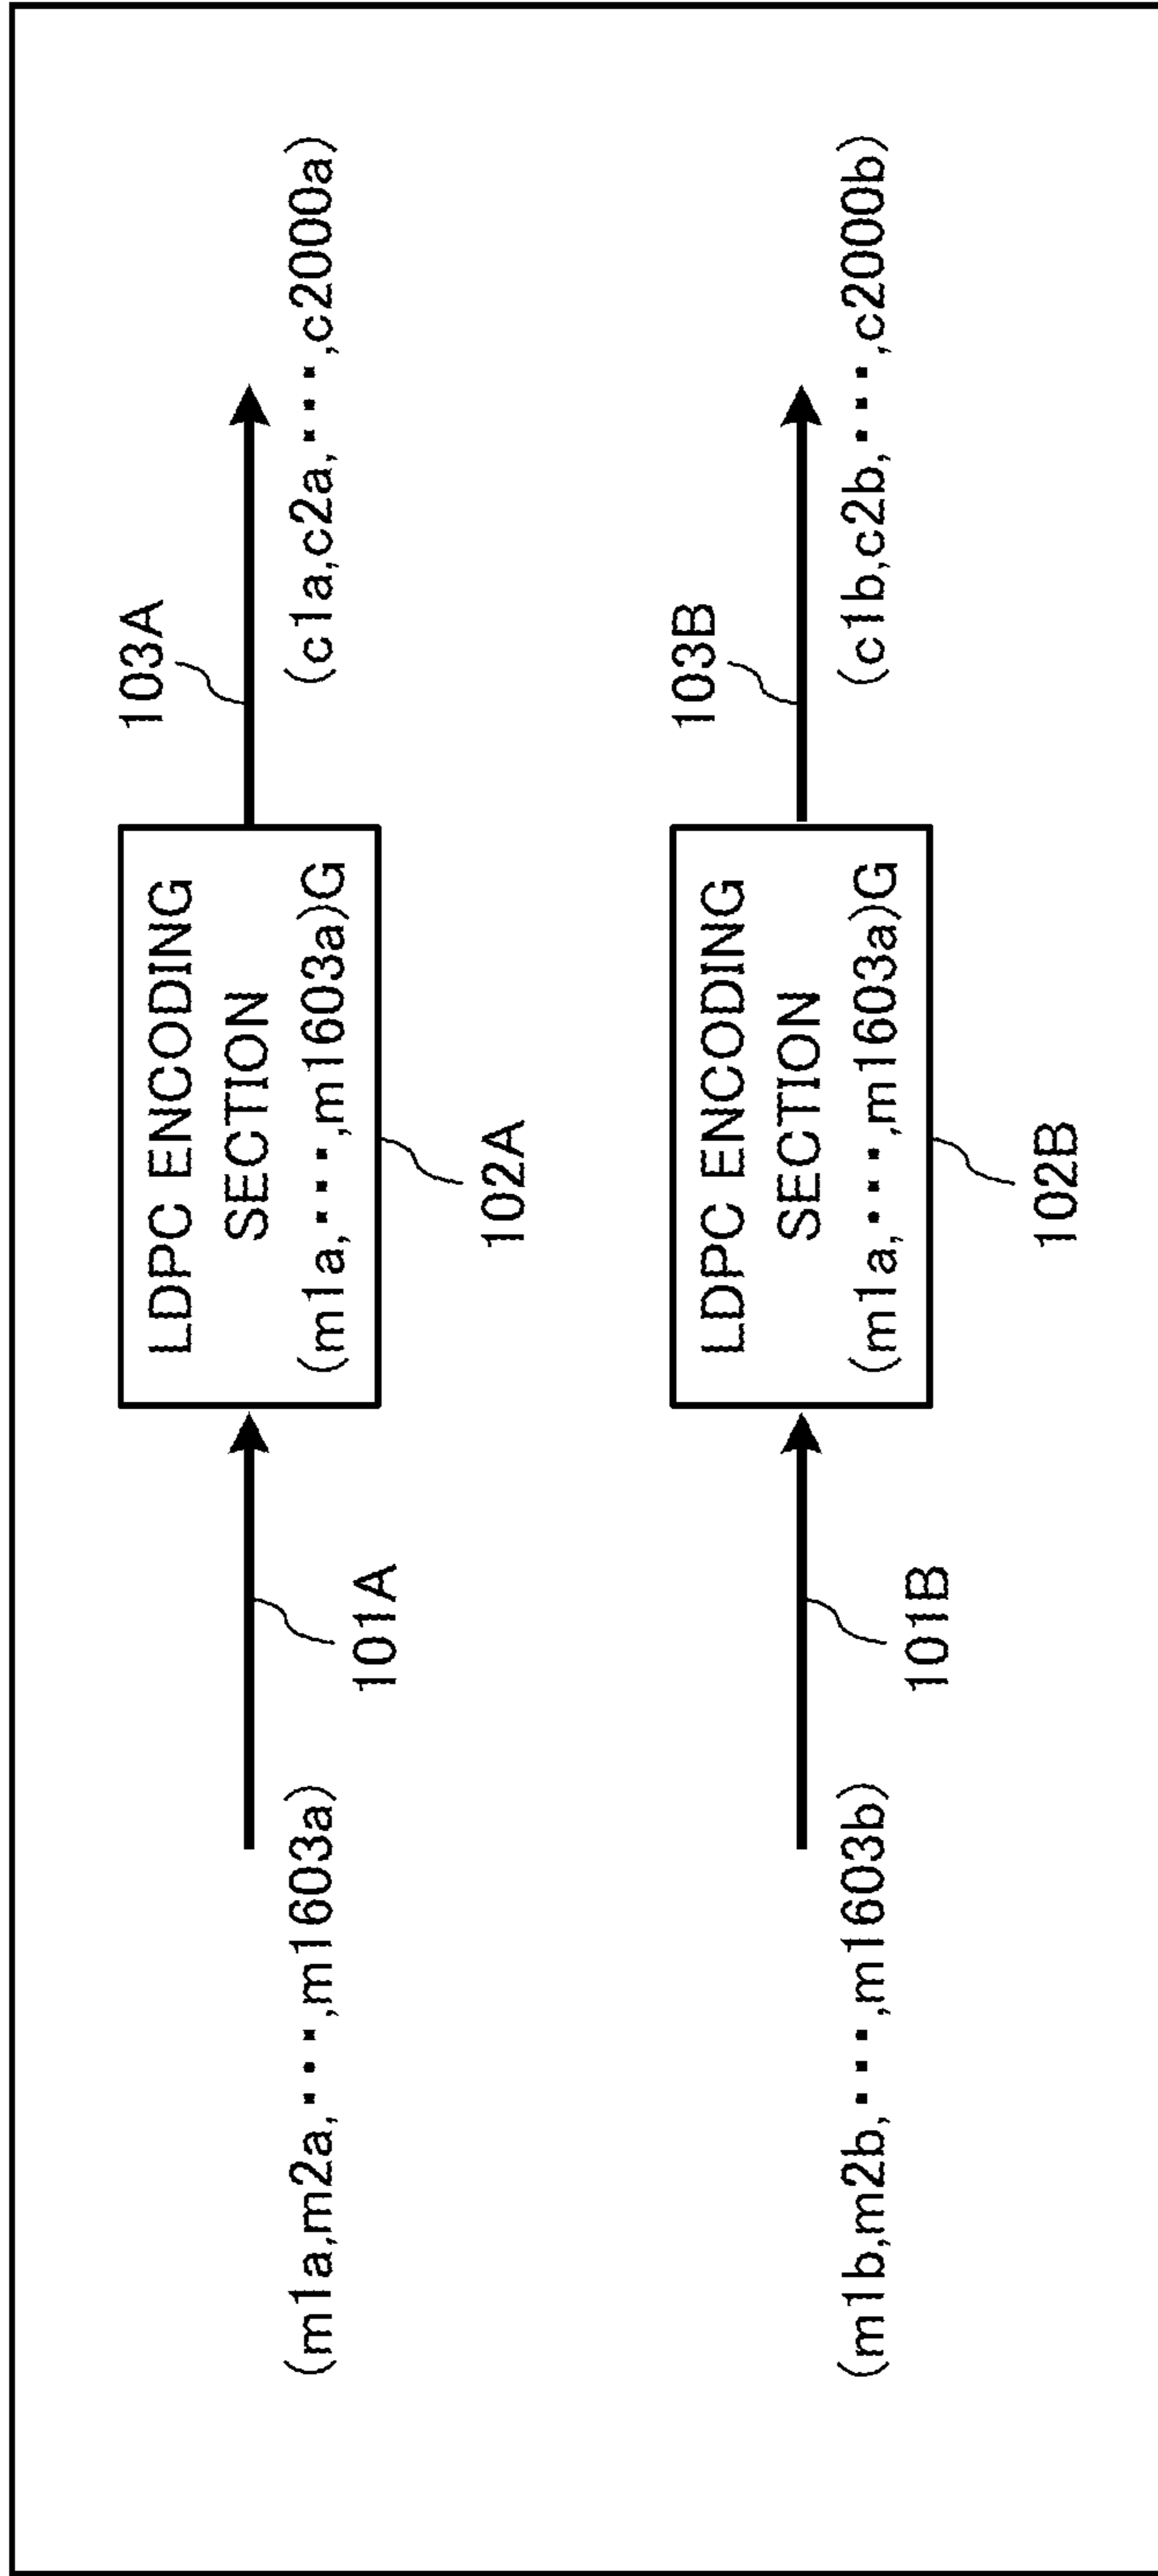 (m1a,m2a,･･･,m1603a)
101A
LDPC ENCODING
SECTION
(m1a,･･･,m1603a)G
102A
103A
(c1a,c2a,･･･,c2000a)
(m1b,m2b,･･･,m1603b)
101B
LDPC ENCODING
SECTION
(m1a,･･･,m1603a)G
102B
103B
(c1b,c2b,･･･,c2000b)